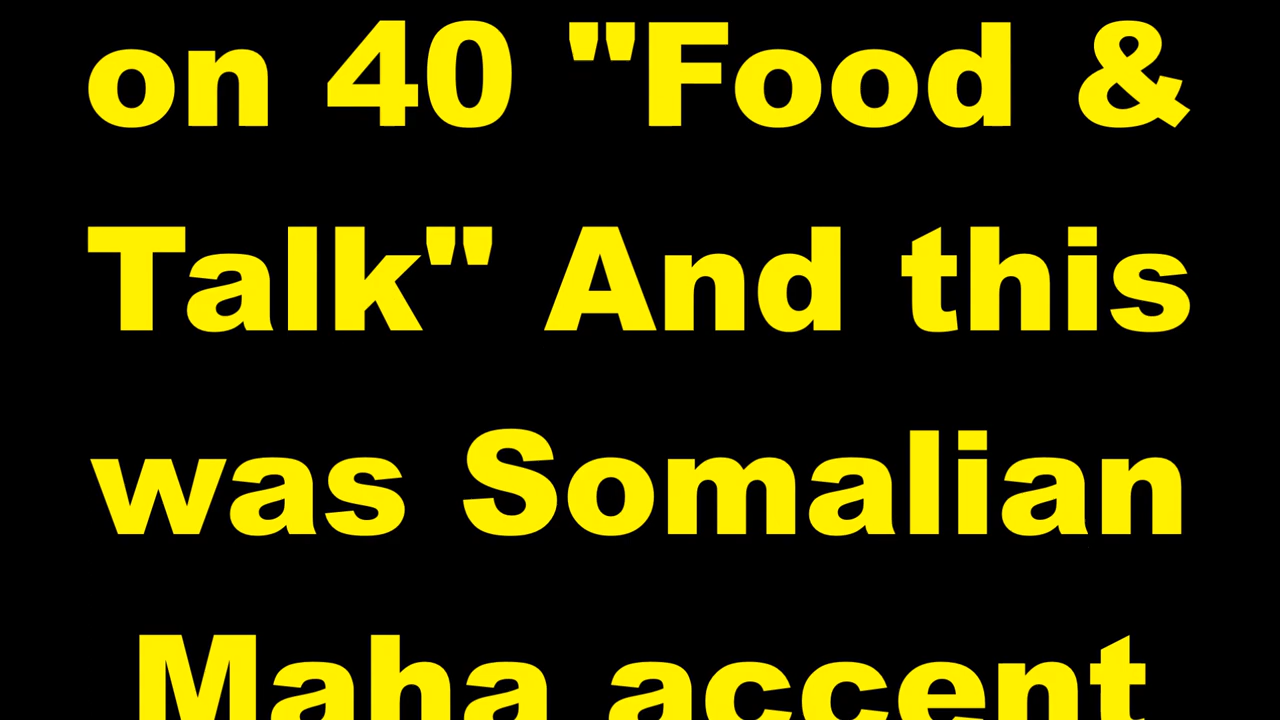 on 40 "Food &
Talk" And this
was Somalian
Maha accent